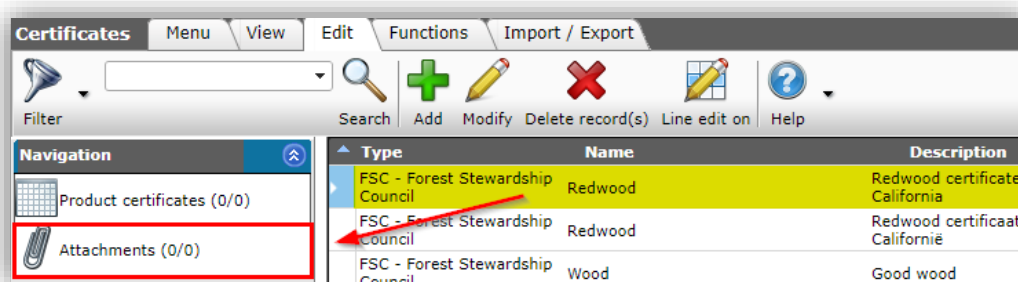 Certificates Menu View Edit Functions Import / Export
Filter Search Add Modify Delete record(s) Line edit on Help
Navigation
Product certificates (0/0)
Attachments (0/0)
Type Name Description
FSC - Forest Stewardship
Council
Redwood
Redwood certificate
California
FSC - Forest Stewardship
Council
Redwood
Redwood certificaat
Californië
FSC - Forest Stewardship
Council
Wood
Good wood